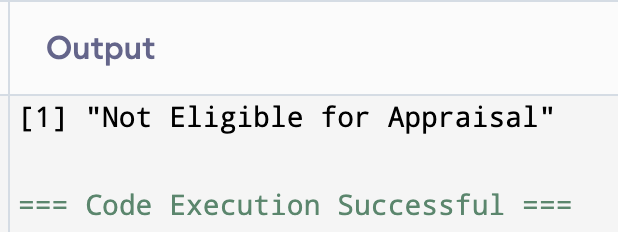 Output
[1] "Not Eligible for Appraisal"
=== Code Execution Successful ===